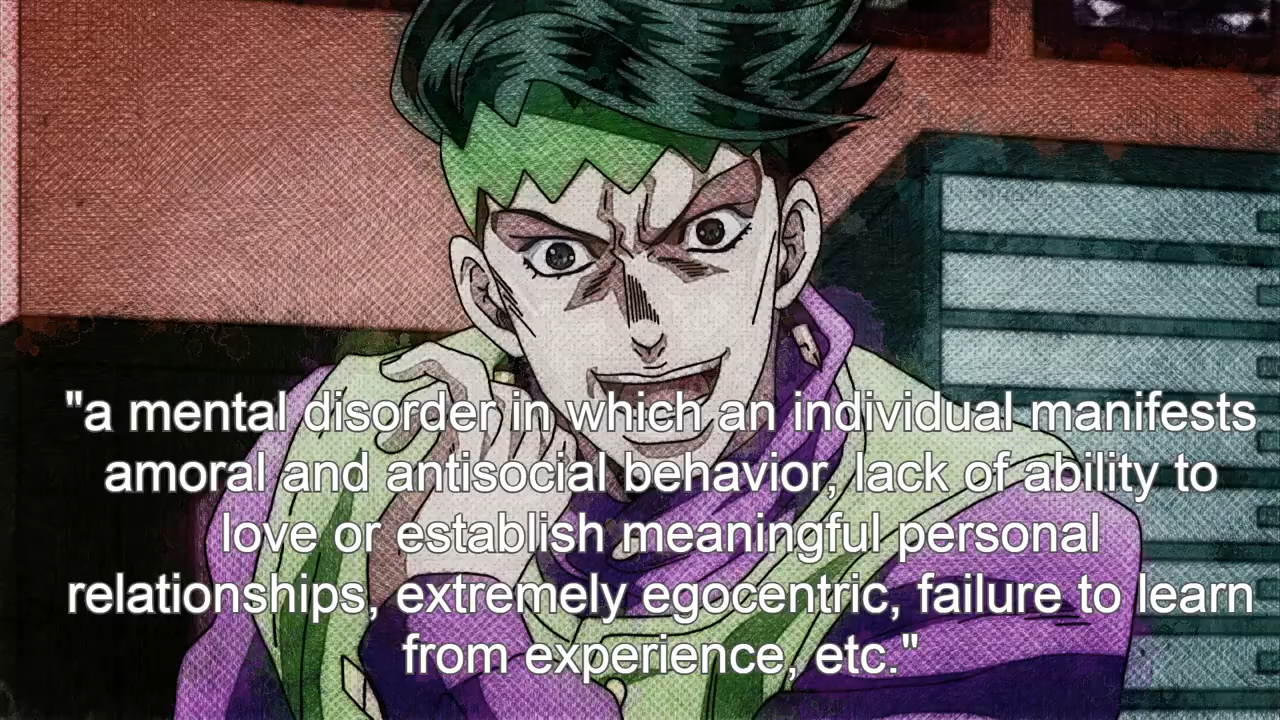 "a mental disorder in which an individual manifests
amoral and antisocial behavior, lack of ability to
love or establish meaningful personal
relationships, extremely egocentric, failure to learn
from experience, etc."